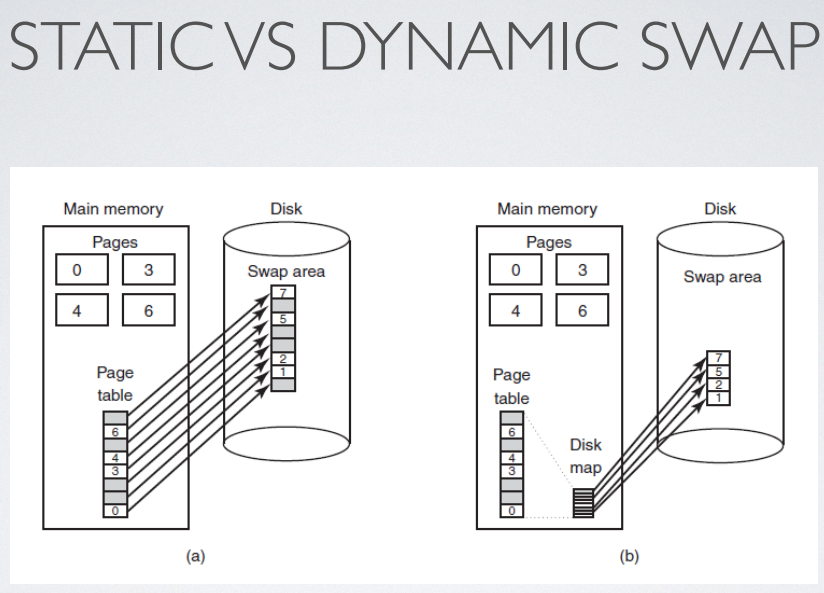 STATIC VS DYNAMIC SWAP
Main memory
Pages
0
3
4
6
Page
table
6
4
3
0
Disk
Swap area
7
5
2
1
(a)
Main memory
Pages
0
3
4
6
Page
table
6
4
3
0
Disk
map
Disk
Swap area
7
5
2
1
(b)